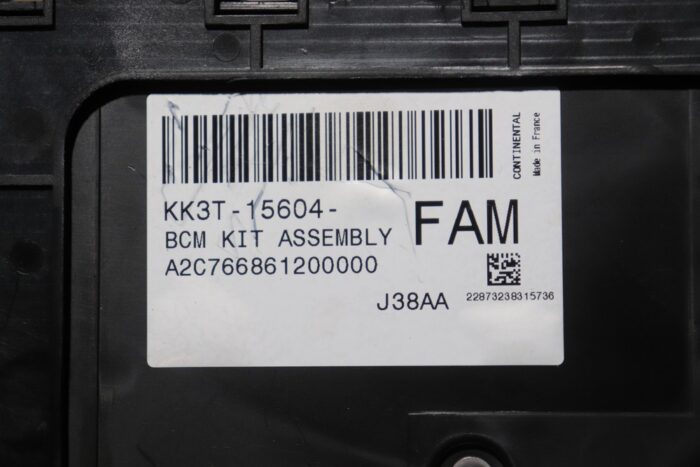 CONTINENTAL
Made in France
KK3T-15604-
FAM
BCM KIT ASSEMBLY
A2C766861200000
J38AA
22873238315736